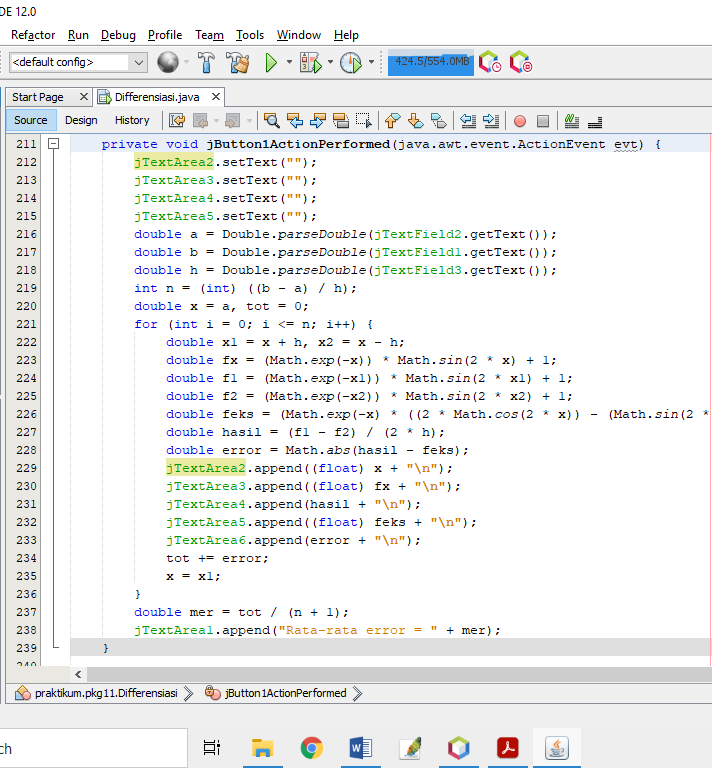 DE 12.0
Refactor Run Debug Profile Team Tools Window Help
<default config> 424.5/554.0MB
Start Page Differensiasi.java
Source Design History
211 private void jButton1ActionPerformed(java.awt.event.ActionEvent evt) {
212 jTextArea2.setText("");
213 jTextArea3.setText("");
214 jTextArea4.setText("");
215 jTextArea5.setText("");
216 double a = Double.parseDouble(jTextField2.getText());
217 double b = Double.parseDouble(jTextField1.getText());
218 double h = Double.parseDouble(jTextField3.getText());
219 int n = (int) ((b - a) / h);
220 double x = a, tot = 0;
221 for (int i = 0; i <= n; i++) {
222 double x1 = x + h, x2 = x - h;
223 double fx = (Math.exp(-x)) * Math.sin(2 * x) + 1;
224 double f1 = (Math.exp(-x1)) * Math.sin(2 * x1) + 1;
225 double f2 = (Math.exp(-x2)) * Math.sin(2 * x2) + 1;
226 double feks = (Math.exp(-x) * ((2 * Math.cos(2 * x)) - (Math.sin(2 *
227 double hasil = (f1 - f2) / (2 * h);
228 double error = Math.abs(hasil - feks);
229 jTextArea2.append((float) x + "\n");
230 jTextArea3.append((float) fx + "\n");
231 jTextArea4.append(hasil + "\n");
232 jTextArea5.append((float) feks + "\n");
233 jTextArea6.append(error + "\n");
234 tot += error;
235 x = x1;
236 }
237 double mer = tot / (n + 1);
238 jTextArea1.append("Rata-rata error = " + mer);
239 }
240
praktikum.pkg11.Differensiasi jButton1ActionPerformed
ch